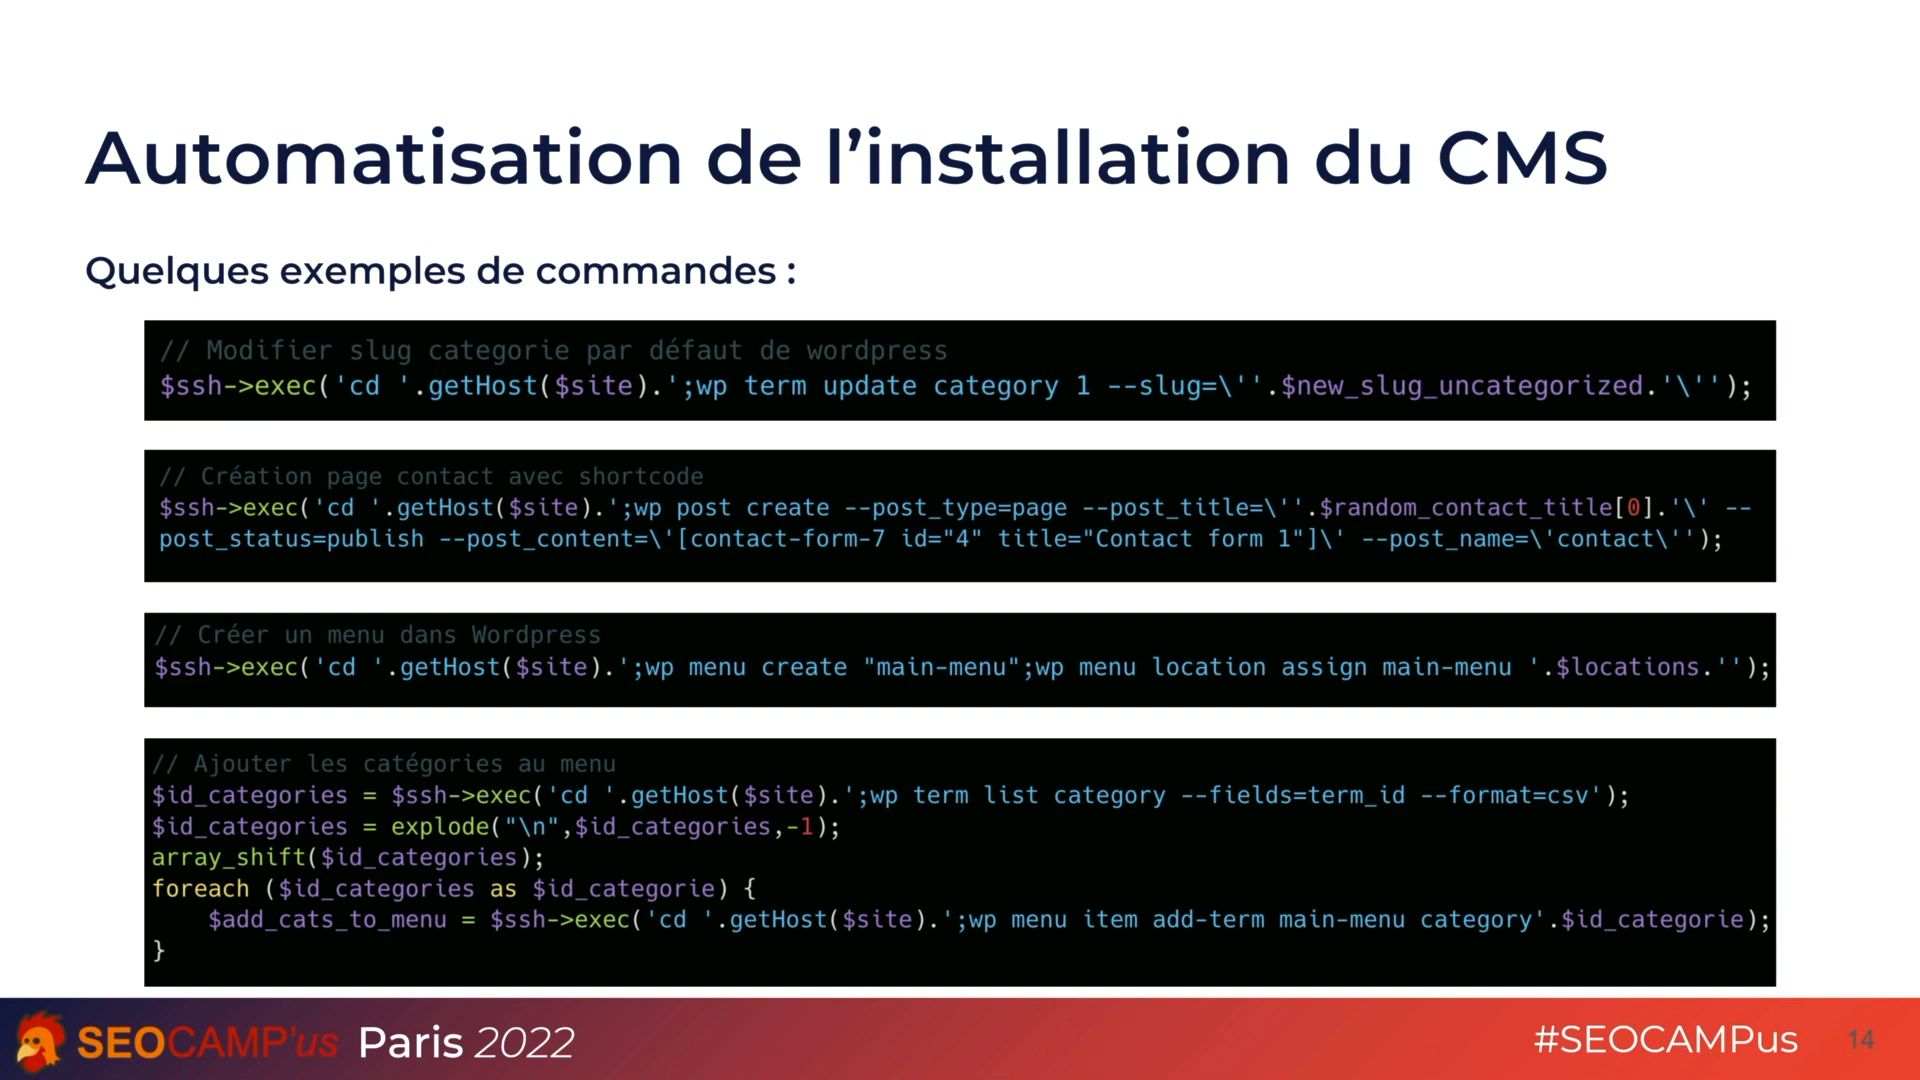 Automatisation de l’installation du CMS
Quelques exemples de commandes :
// Modifier slug categorie par défaut de wordpress
$ssh->exec('cd '.getHost($site).';wp term update category 1 --slug=\''.$new_slug_uncategorized.'\'');
// Création page contact avec shortcode
$ssh->exec('cd '.getHost($site).';wp post create --post_type=page --post_title=\''.$random_contact_title[0].'\' --
post_status=publish --post_content=\'[contact-form-7 id="4" title="Contact form 1"]\' --post_name=\'contact\'');
// Créer un menu dans Wordpress
$ssh->exec('cd '.getHost($site).';wp menu create "main-menu";wp menu location assign main-menu '.$locations.'');
// Ajouter les catégories au menu
$id_categories = $ssh->exec('cd '.getHost($site).';wp term list category --fields=term_id --format=csv');
$id_categories = explode("\n",$id_categories,-1);
array_shift($id_categories);
foreach ($id_categories as $id_categorie) {
    $add_cats_to_menu = $ssh->exec('cd '.getHost($site).';wp menu item add-term main-menu category'.$id_categorie);
}
SEOCAMP'us Paris 2022
#SEOCAMPus 14